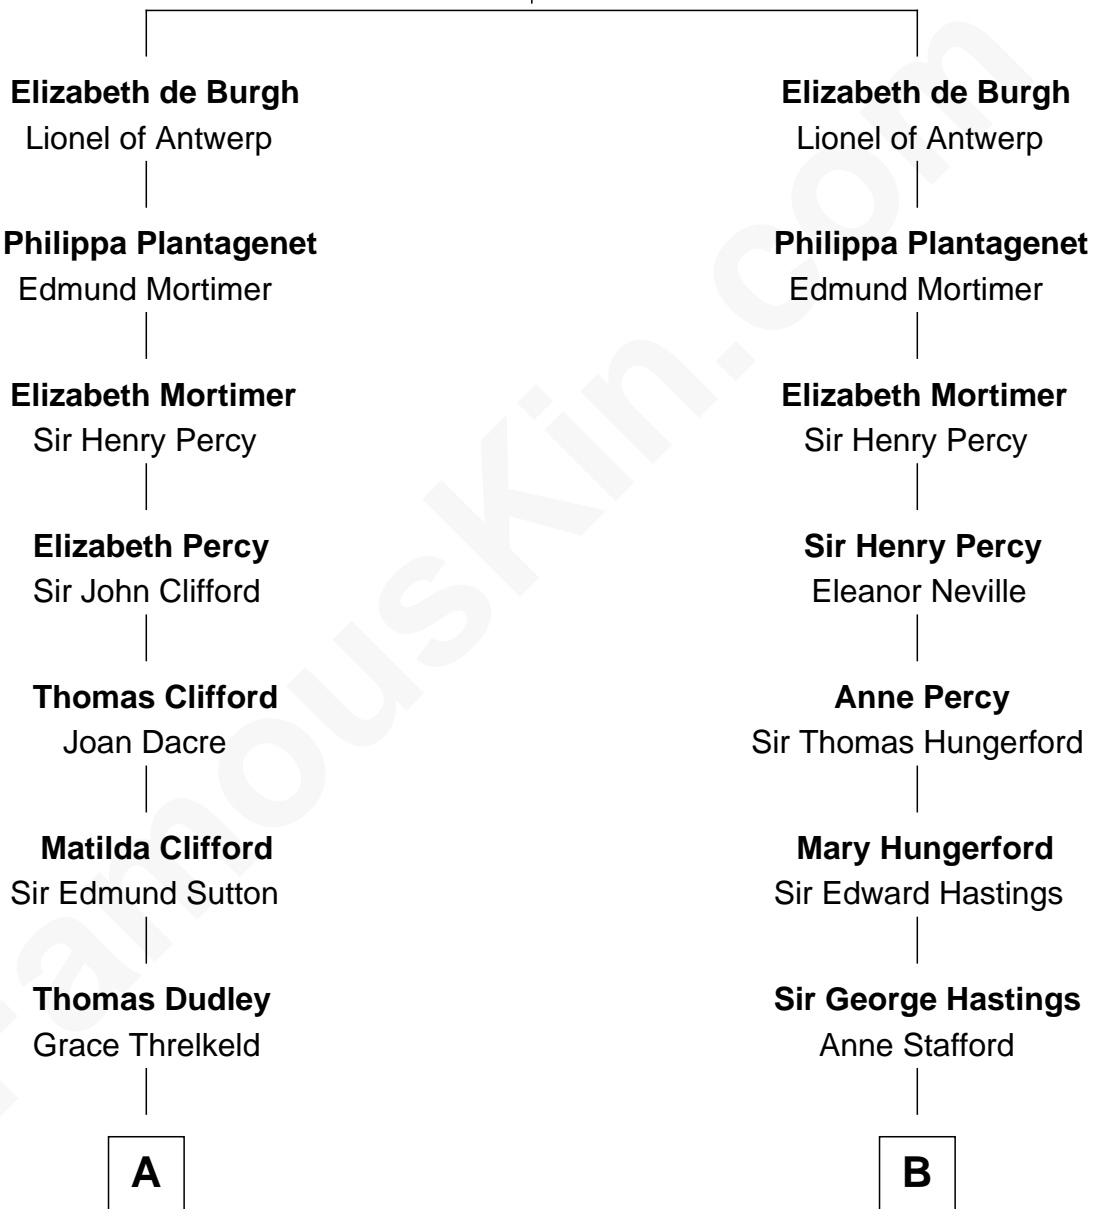 Elizabeth de Burgh
Lionel of Antwerp
Philippa Plantagenet
Edmund Mortimer
Elizabeth Mortimer
Sir Henry Percy
Elizabeth Percy
Sir John Clifford
Thomas Clifford
Joan Dacre
Matilda Clifford
Sir Edmund Sutton
Thomas Dudley
Grace Threlkeld
A
Elizabeth de Burgh
Lionel of Antwerp
Philippa Plantagenet
Edmund Mortimer
Elizabeth Mortimer
Sir Henry Percy
Sir Henry Percy
Eleanor Neville
Anne Percy
Sir Thomas Hungerford
Mary Hungerford
Sir Edward Hastings
Sir George Hastings
Anne Stafford
B
FamousKin.com